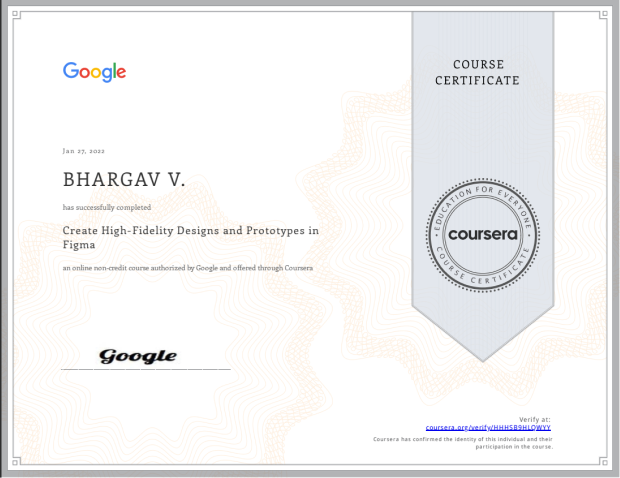 Google
COURSE
CERTIFICATE
Jan 27, 2022
BHARGAV V.
has successfully completed
Create High-Fidelity Designs and Prototypes in
Figma
an online non-credit course authorized by Google and offered through Coursera
EDUCATION FOR EVERYONE
coursera
COURSE CERTIFICATE
Google
Verify at:
coursera.org/verify/HHHSB9HLQWYY
Coursera has confirmed the identity of this individual and their
participation in the course.